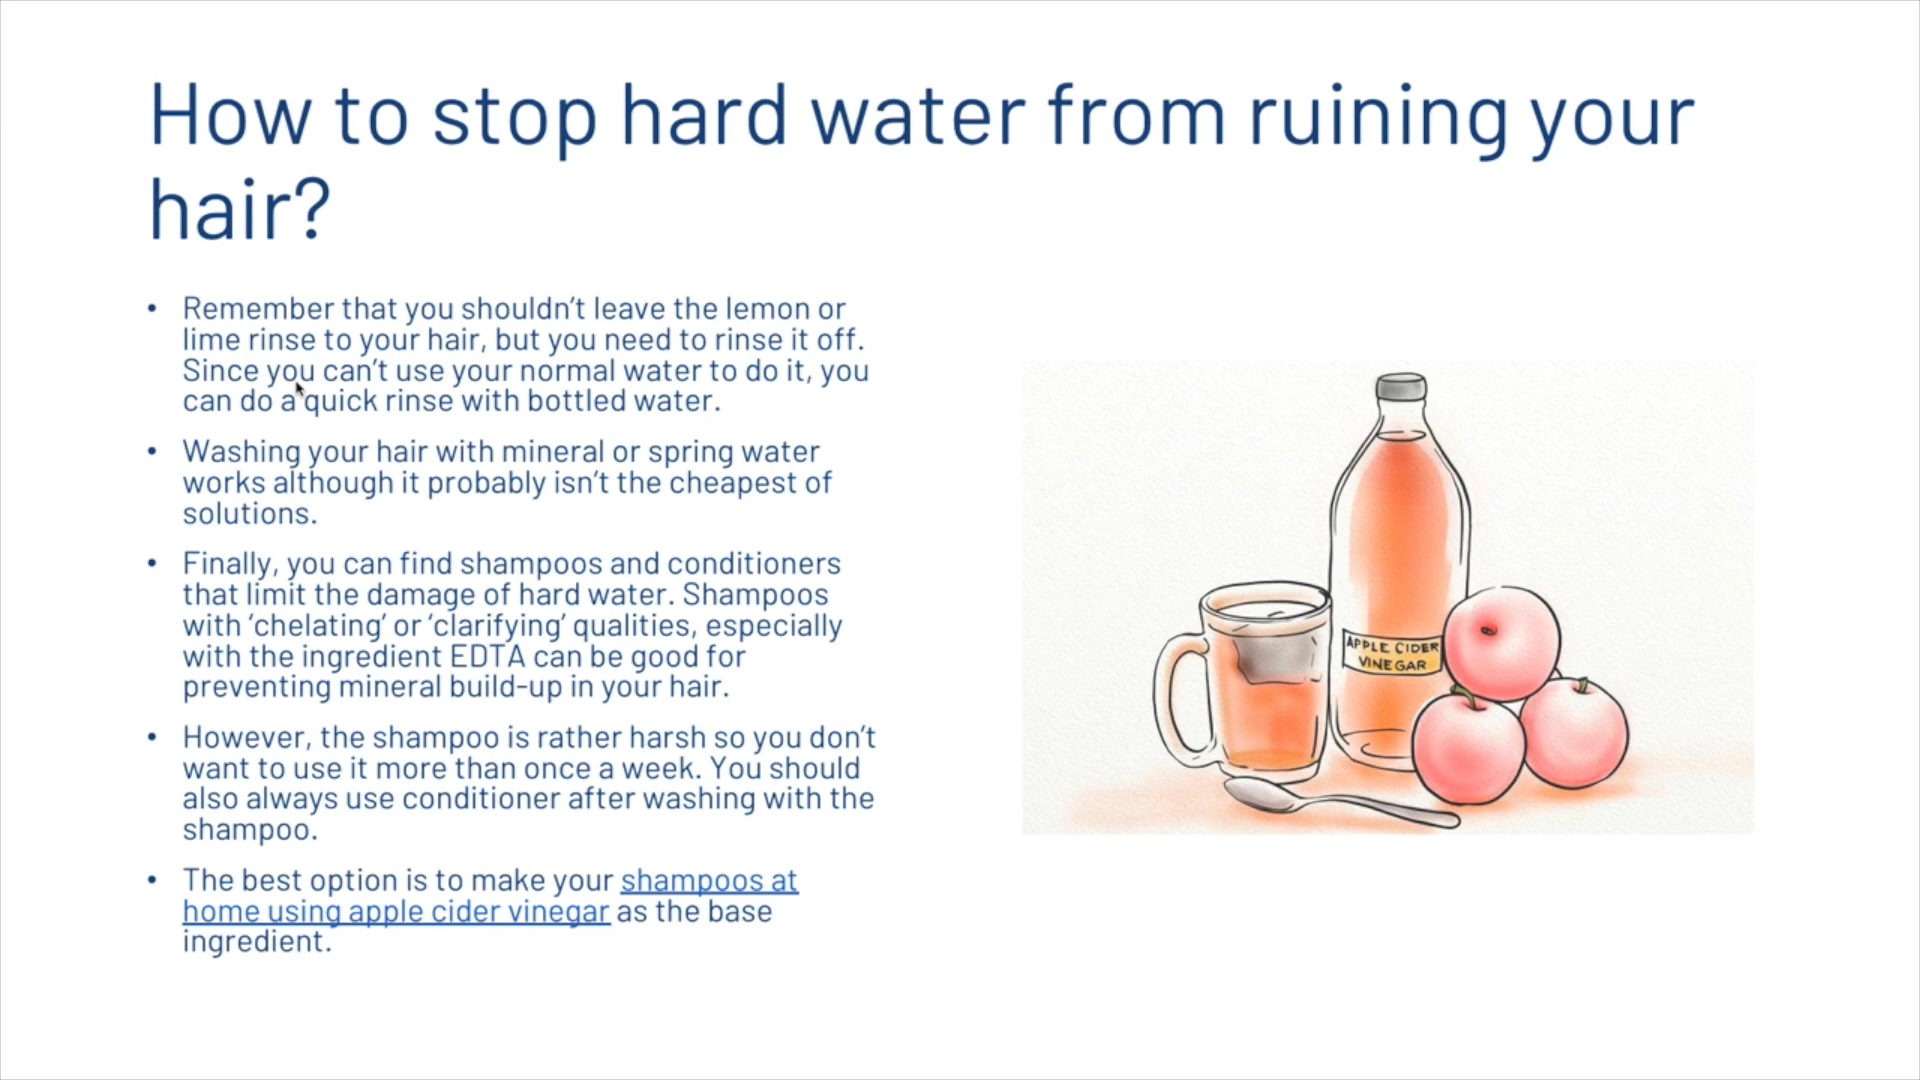 How to stop hard water from ruining your
hair?
• Remember that you shouldn't leave the lemon or
lime rinse to your hair, but you need to rinse it off.
Since you can't use your normal water to do it, you
can do a quick rinse with bottled water.
• Washing your hair with mineral or spring water
works although it probably isn't the cheapest of
solutions.
• Finally, you can find shampoos and conditioners
that limit the damage of hard water. Shampoos
with ‘chelating’ or ‘clarifying’ qualities, especially
with the ingredient EDTA can be good for
preventing mineral build-up in your hair.
• However, the shampoo is rather harsh so you don't
want to use it more than once a week. You should
also always use conditioner after washing with the
shampoo.
• The best option is to make your shampoos at
home using apple cider vinegar as the base
ingredient.
APPLE CIDER
VINEGAR